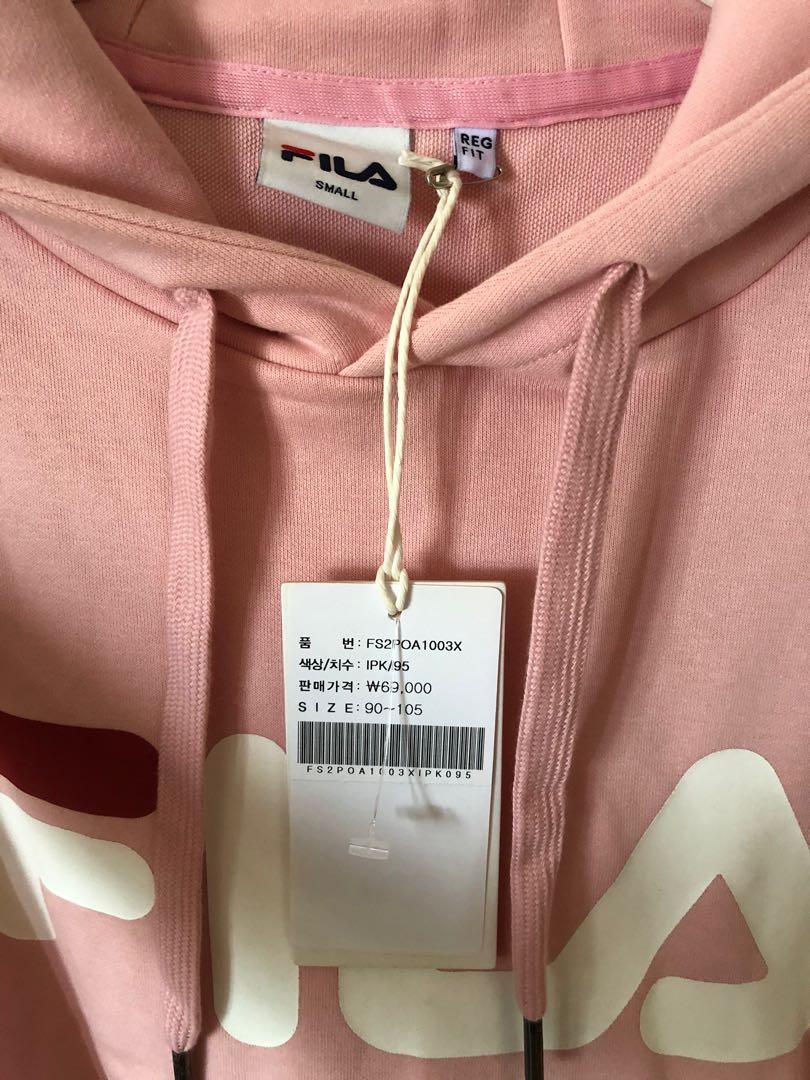 FILA
SMALL
REG
FIT
품 번: FS2POA1003X
색상/치수: IPK/95
판매가격: ₩69,000
S I Z E: 90~105
FS2POA1003XIPK095
FILA